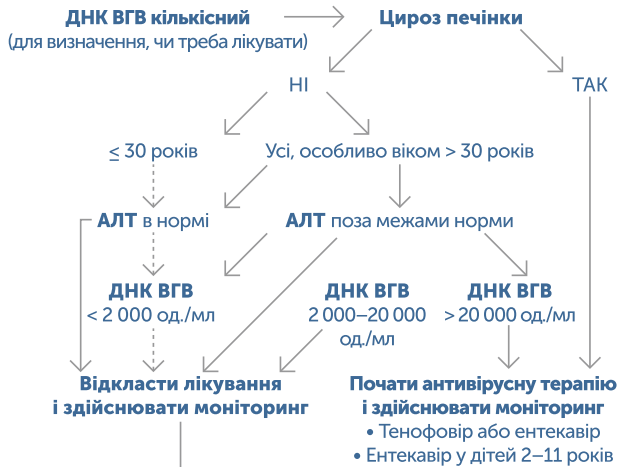 ДНК ВГВ кількісний
(для визначення, чи треба лікувати)
Цироз печінки
НІ
ТАК
≤ 30 років
Усі, особливо віком > 30 років
АЛТ в нормі
АЛТ поза межами норми
ДНК ВГВ
< 2 000 од./мл
ДНК ВГВ
2 000–20 000
од./мл
ДНК ВГВ
> 20 000 од./мл
Відкласти лікування
і здійснювати моніторинг
Почати антивірусну терапію
і здійснювати моніторинг
• Тенофовір або ентекавір
• Ентекавір у дітей 2–11 років